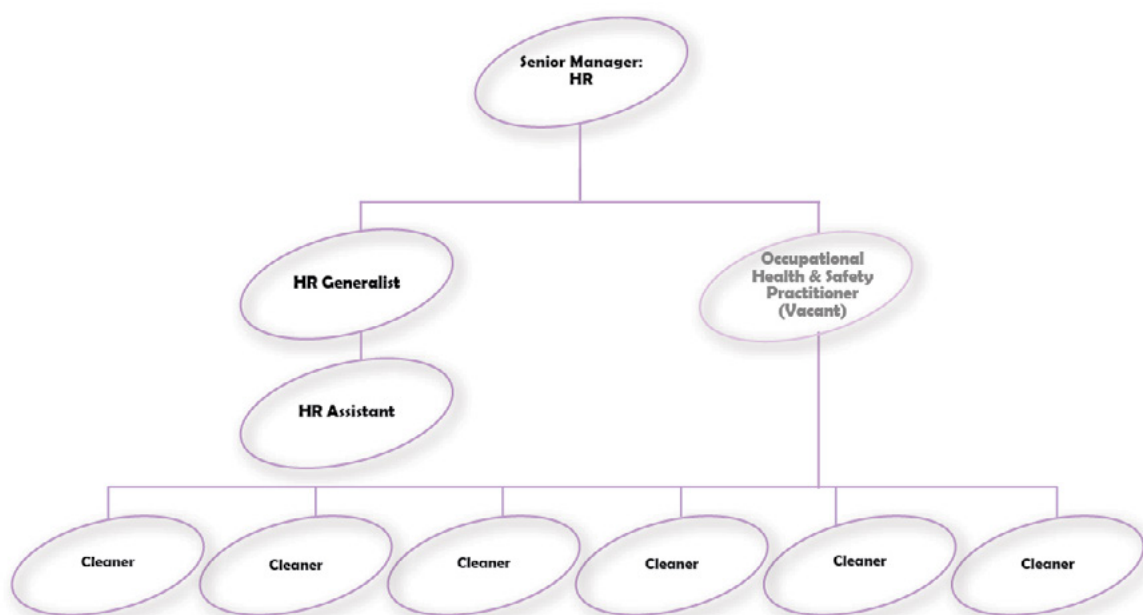 Senior Manager:
HR
HR Generalist
Occupational
Health & Safety
Practitioner
(Vacant)
HR Assistant
Cleaner
Cleaner
Cleaner
Cleaner
Cleaner
Cleaner